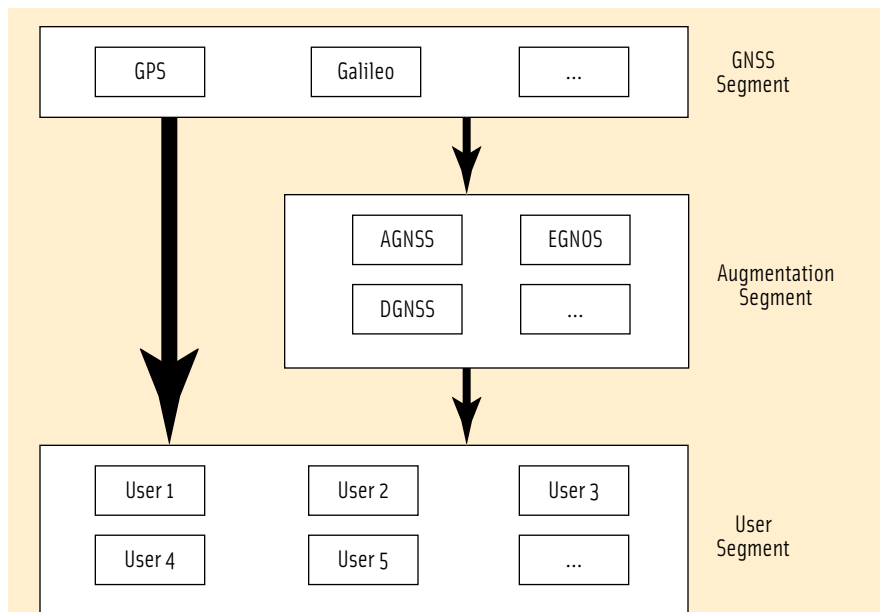 GPS
Galileo
...
GNSS
Segment
AGNSS
EGNOS
DGNSS
...
Augmentation
Segment
User 1
User 2
User 3
User 4
User 5
...
User
Segment